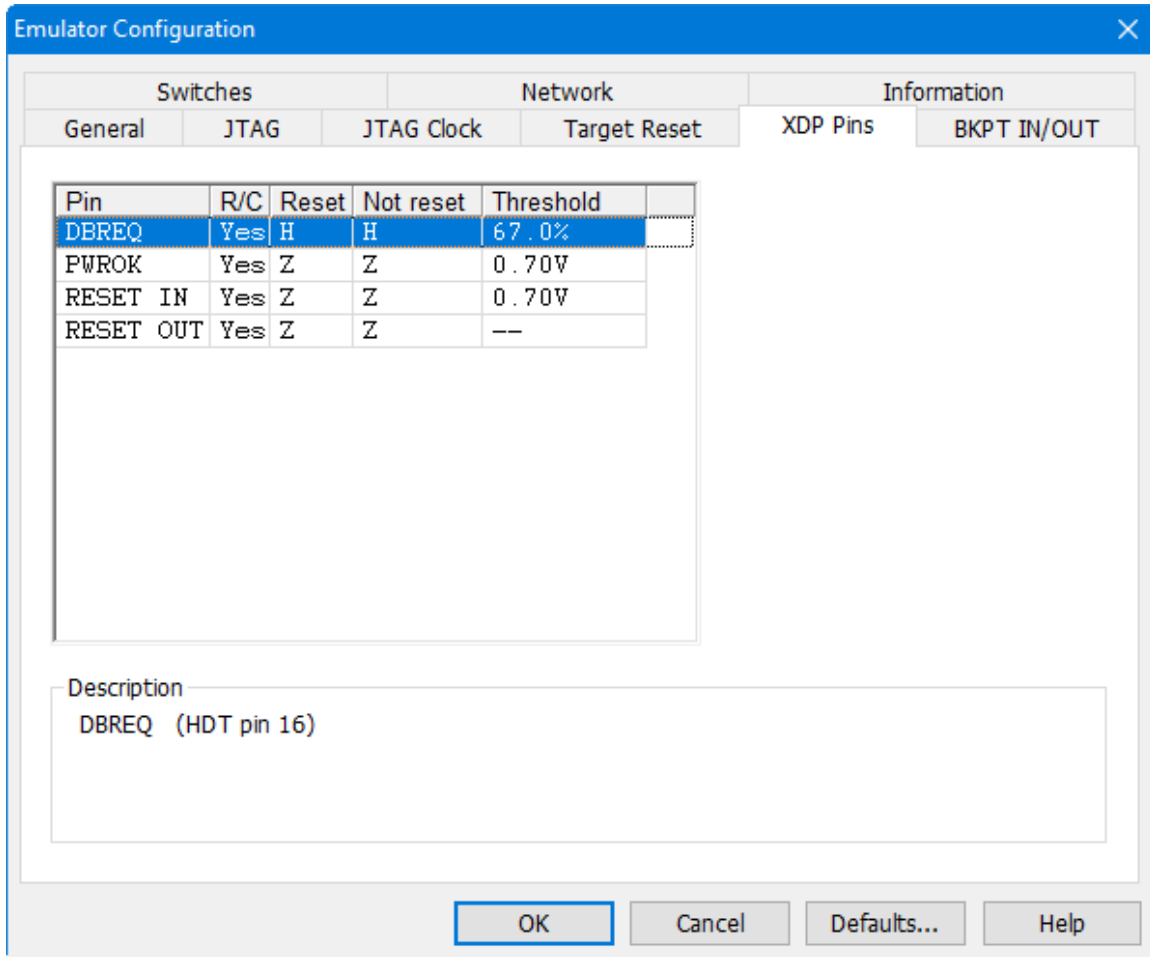 Emulator Configuration
Switches Network Information
General JTAG JTAG Clock Target Reset XDP Pins BKPT IN/OUT
Pin R/C Reset Not reset Threshold
DBREQ Yes H H 67.0%
PWROK Yes Z Z 0.70V
RESET IN Yes Z Z 0.70V
RESET OUT Yes Z Z --
Description
DBREQ (HDT pin 16)
OK Cancel Defaults... Help